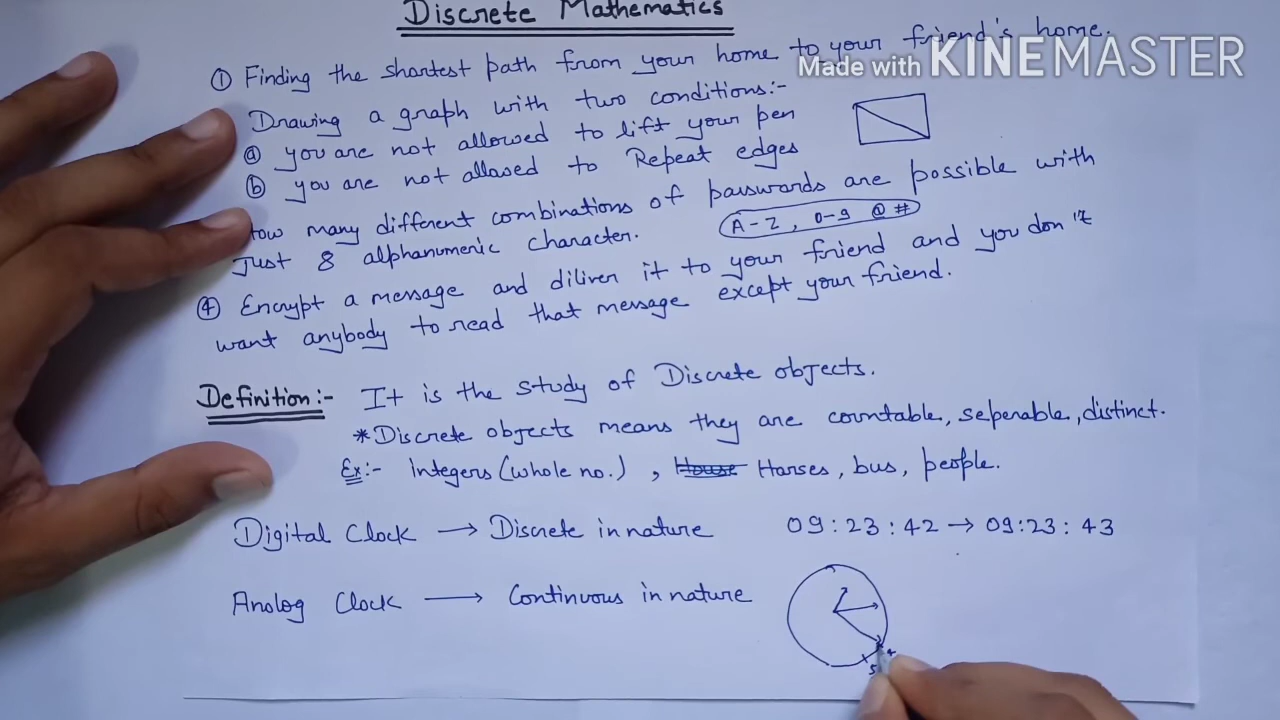 Discrete Mathematics
① Finding the shortest path from your home to your friend's home.
Made with KINEMASTER
Drawing a graph with two conditions:-
ⓐ you are not allowed to lift your pen
ⓑ you are not allowed to Repeat edges
How many different combinations of passwords are possible with
Just 8 alphanumeric character.
A-Z, 0-9 @ #
④ Encrypt a message and diliver it to your friend and you don't
want anybody to read that message except your friend.
Definition:- It is the study of Discrete objects.
*Discrete objects means they are countable, seperable, distinct.
Ex:- Integers (whole no.), House Horses, bus, people.
Digital Clock → Discrete in nature 09:23:42 → 09:23:43
Analog Clock → Continuous in nature
4
5